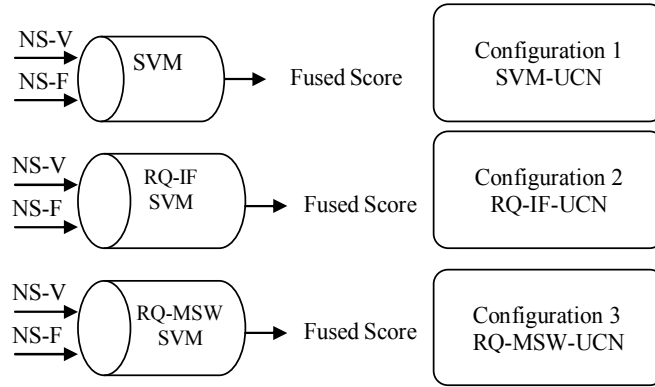 NS-V
NS-F
SVM
Fused Score
Configuration 1
SVM-UCN
NS-V
NS-F
RQ-IF
SVM
Fused Score
Configuration 2
RQ-IF-UCN
NS-V
NS-F
RQ-MSW
SVM
Fused Score
Configuration 3
RQ-MSW-UCN